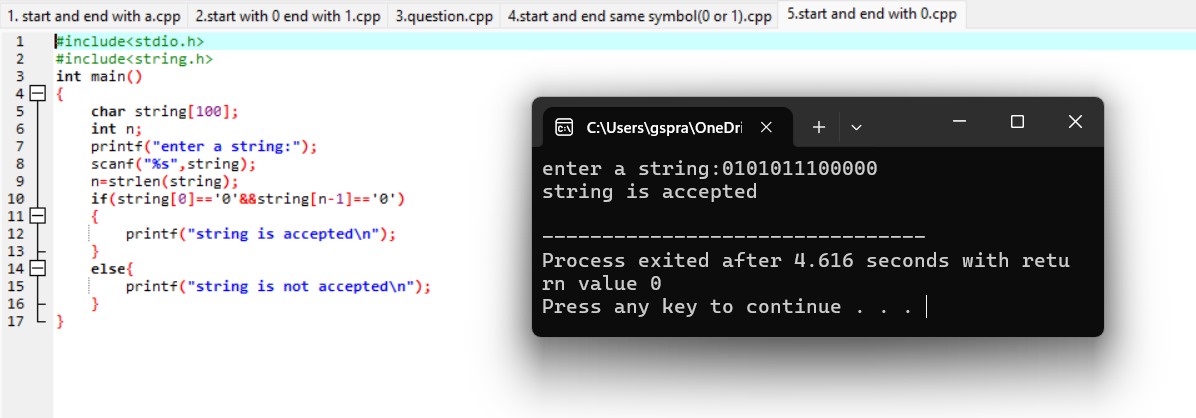 1. start and end with a.cpp 2.start with 0 end with 1.cpp 3.question.cpp 4.start and end same symbol(0 or 1).cpp 5.start and end with 0.cpp
1 #include<stdio.h>
2 #include<string.h>
3 int main()
4 {
5 char string[100];
6 int n;
7 printf("enter a string:");
8 scanf("%s",string);
9 n=strlen(string);
10 if(string[0]=='0'&&string[n-1]=='0')
11 {
12 printf("string is accepted\n");
13 }
14 else{
15 printf("string is not accepted\n");
16 }
17 }
C:\Users\gspra\OneDri
enter a string:0101011100000
string is accepted
--------------------------------
Process exited after 4.616 seconds with retu
rn value 0
Press any key to continue . . .